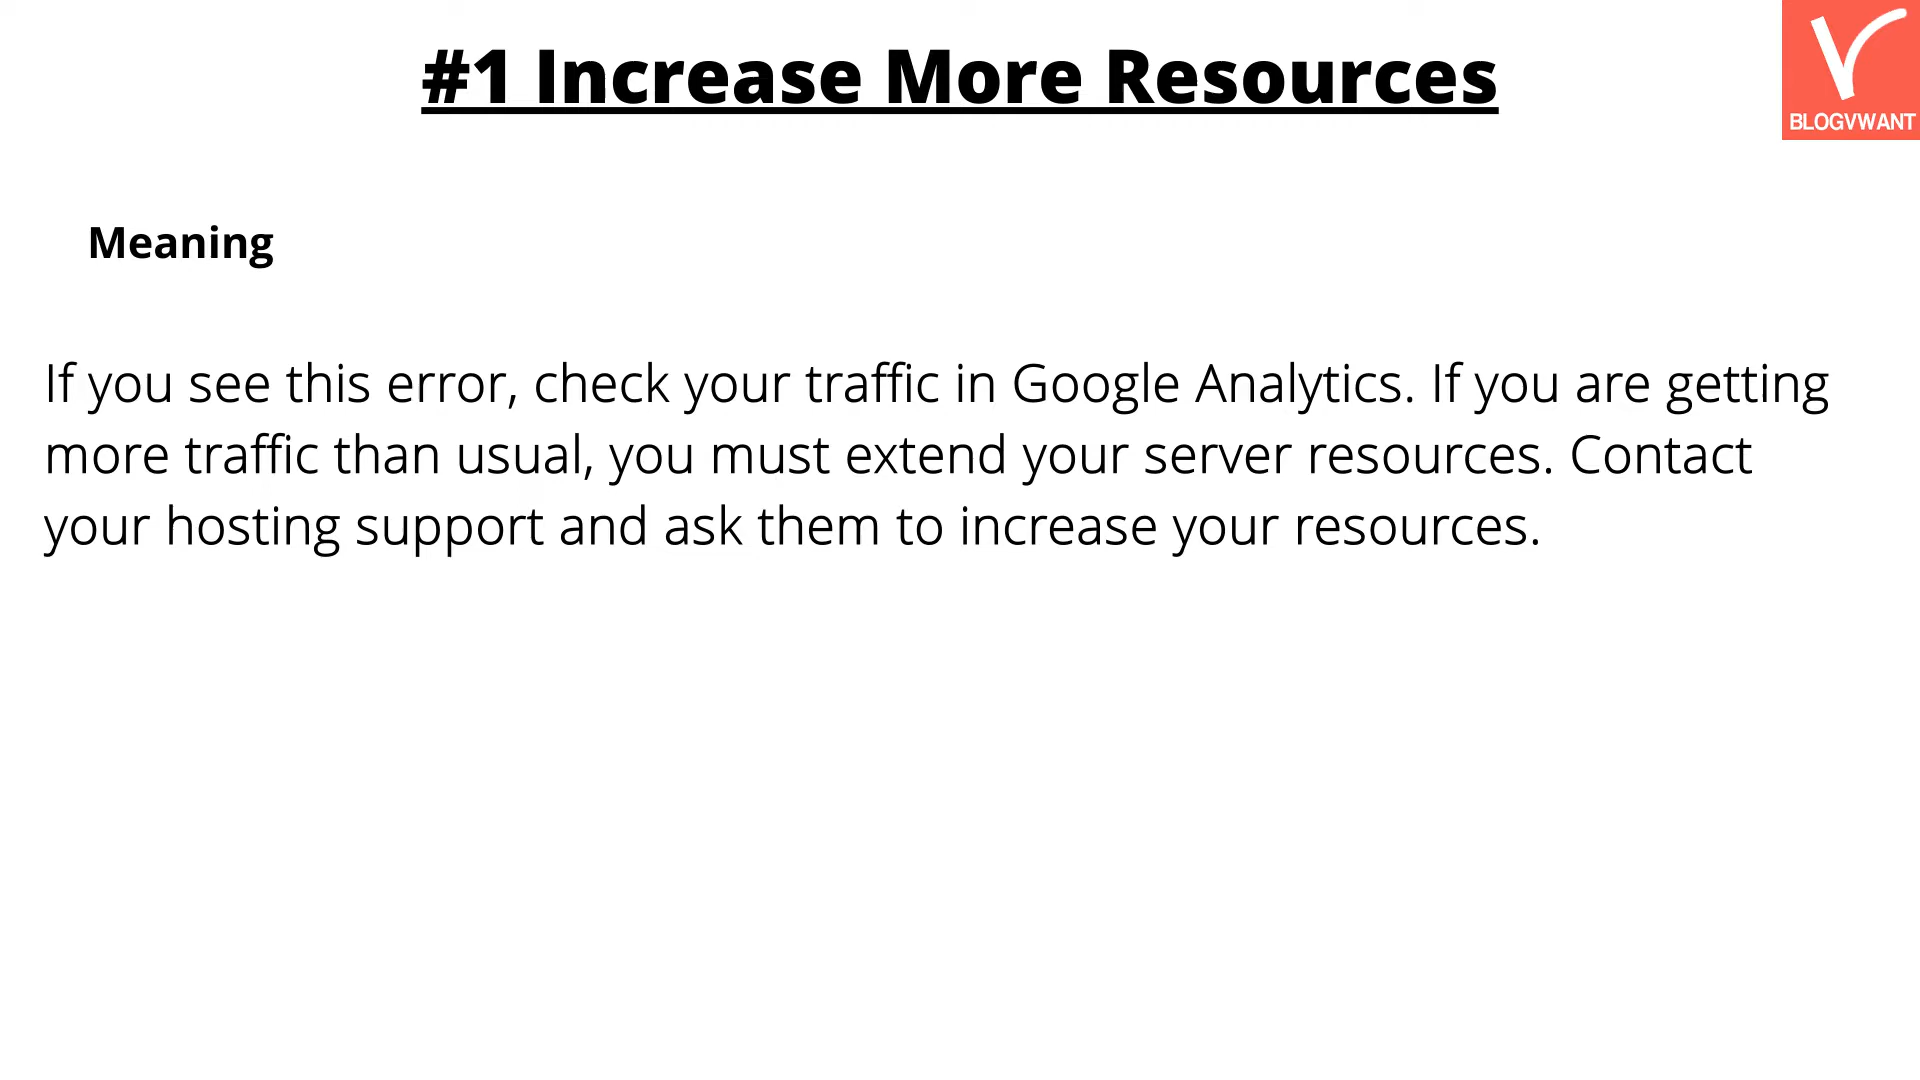 #1 Increase More Resources
BLOGVWANT
Meaning
If you see this error, check your traffic in Google Analytics. If you are getting
more traffic than usual, you must extend your server resources. Contact
your hosting support and ask them to increase your resources.